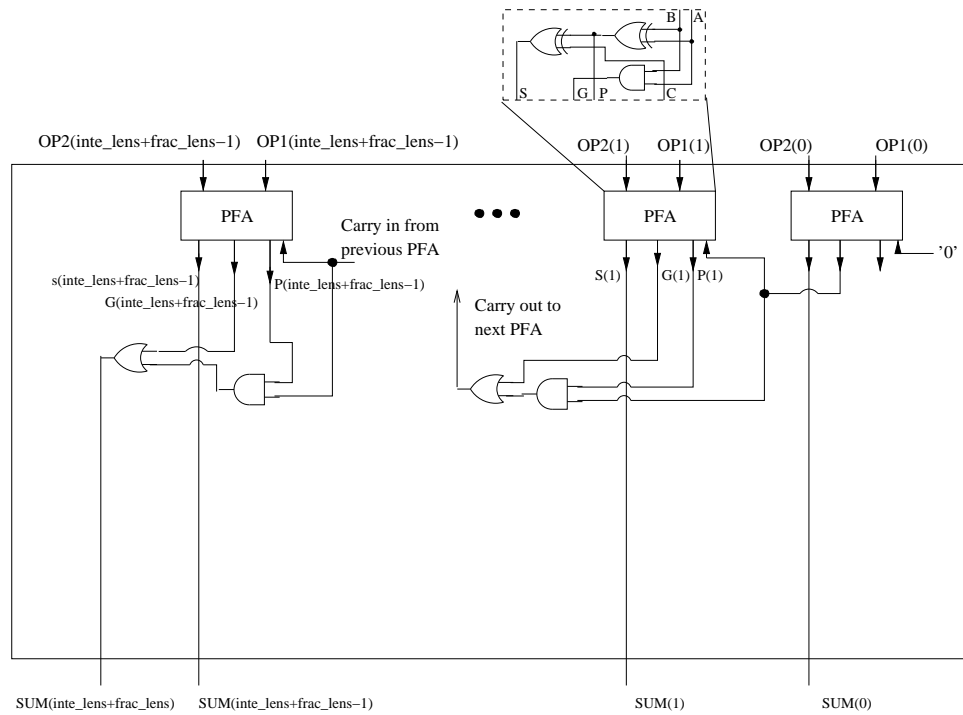 B A
S G P C
OP2(inte_lens+frac_lens−1) OP1(inte_lens+frac_lens−1) OP2(1) OP1(1) OP2(0) OP1(0)
PFA PFA PFA
Carry in from
previous PFA
'0'
s(inte_lens+frac_lens−1) P(inte_lens+frac_lens−1) S(1) G(1) P(1)
G(inte_lens+frac_lens−1)
Carry out to
next PFA
SUM(inte_lens+frac_lens) SUM(inte_lens+frac_lens−1) SUM(1) SUM(0)